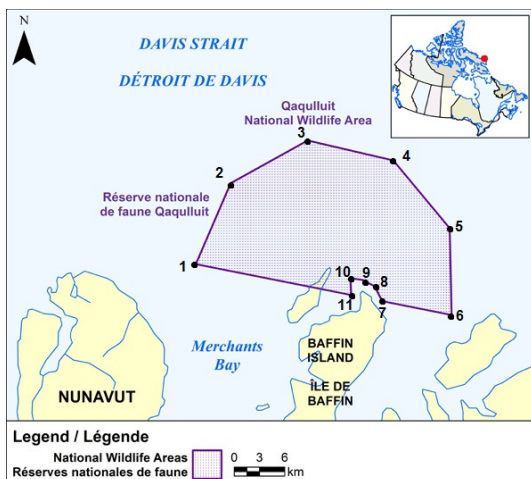 N
DAVIS STRAIT
DÉTROIT DE DAVIS
Qaqulluit
National Wildlife Area
3
4
2
Réserve nationale
de faune Qaqulluit
5
1
10
9
8
11
7
6
Merchants
Bay
BAFFIN
ISLAND
ÎLE DE
BAFFIN
NUNAVUT
Legend / Légende
National Wildlife Areas
Réserves nationales de faune
0 3 6
km